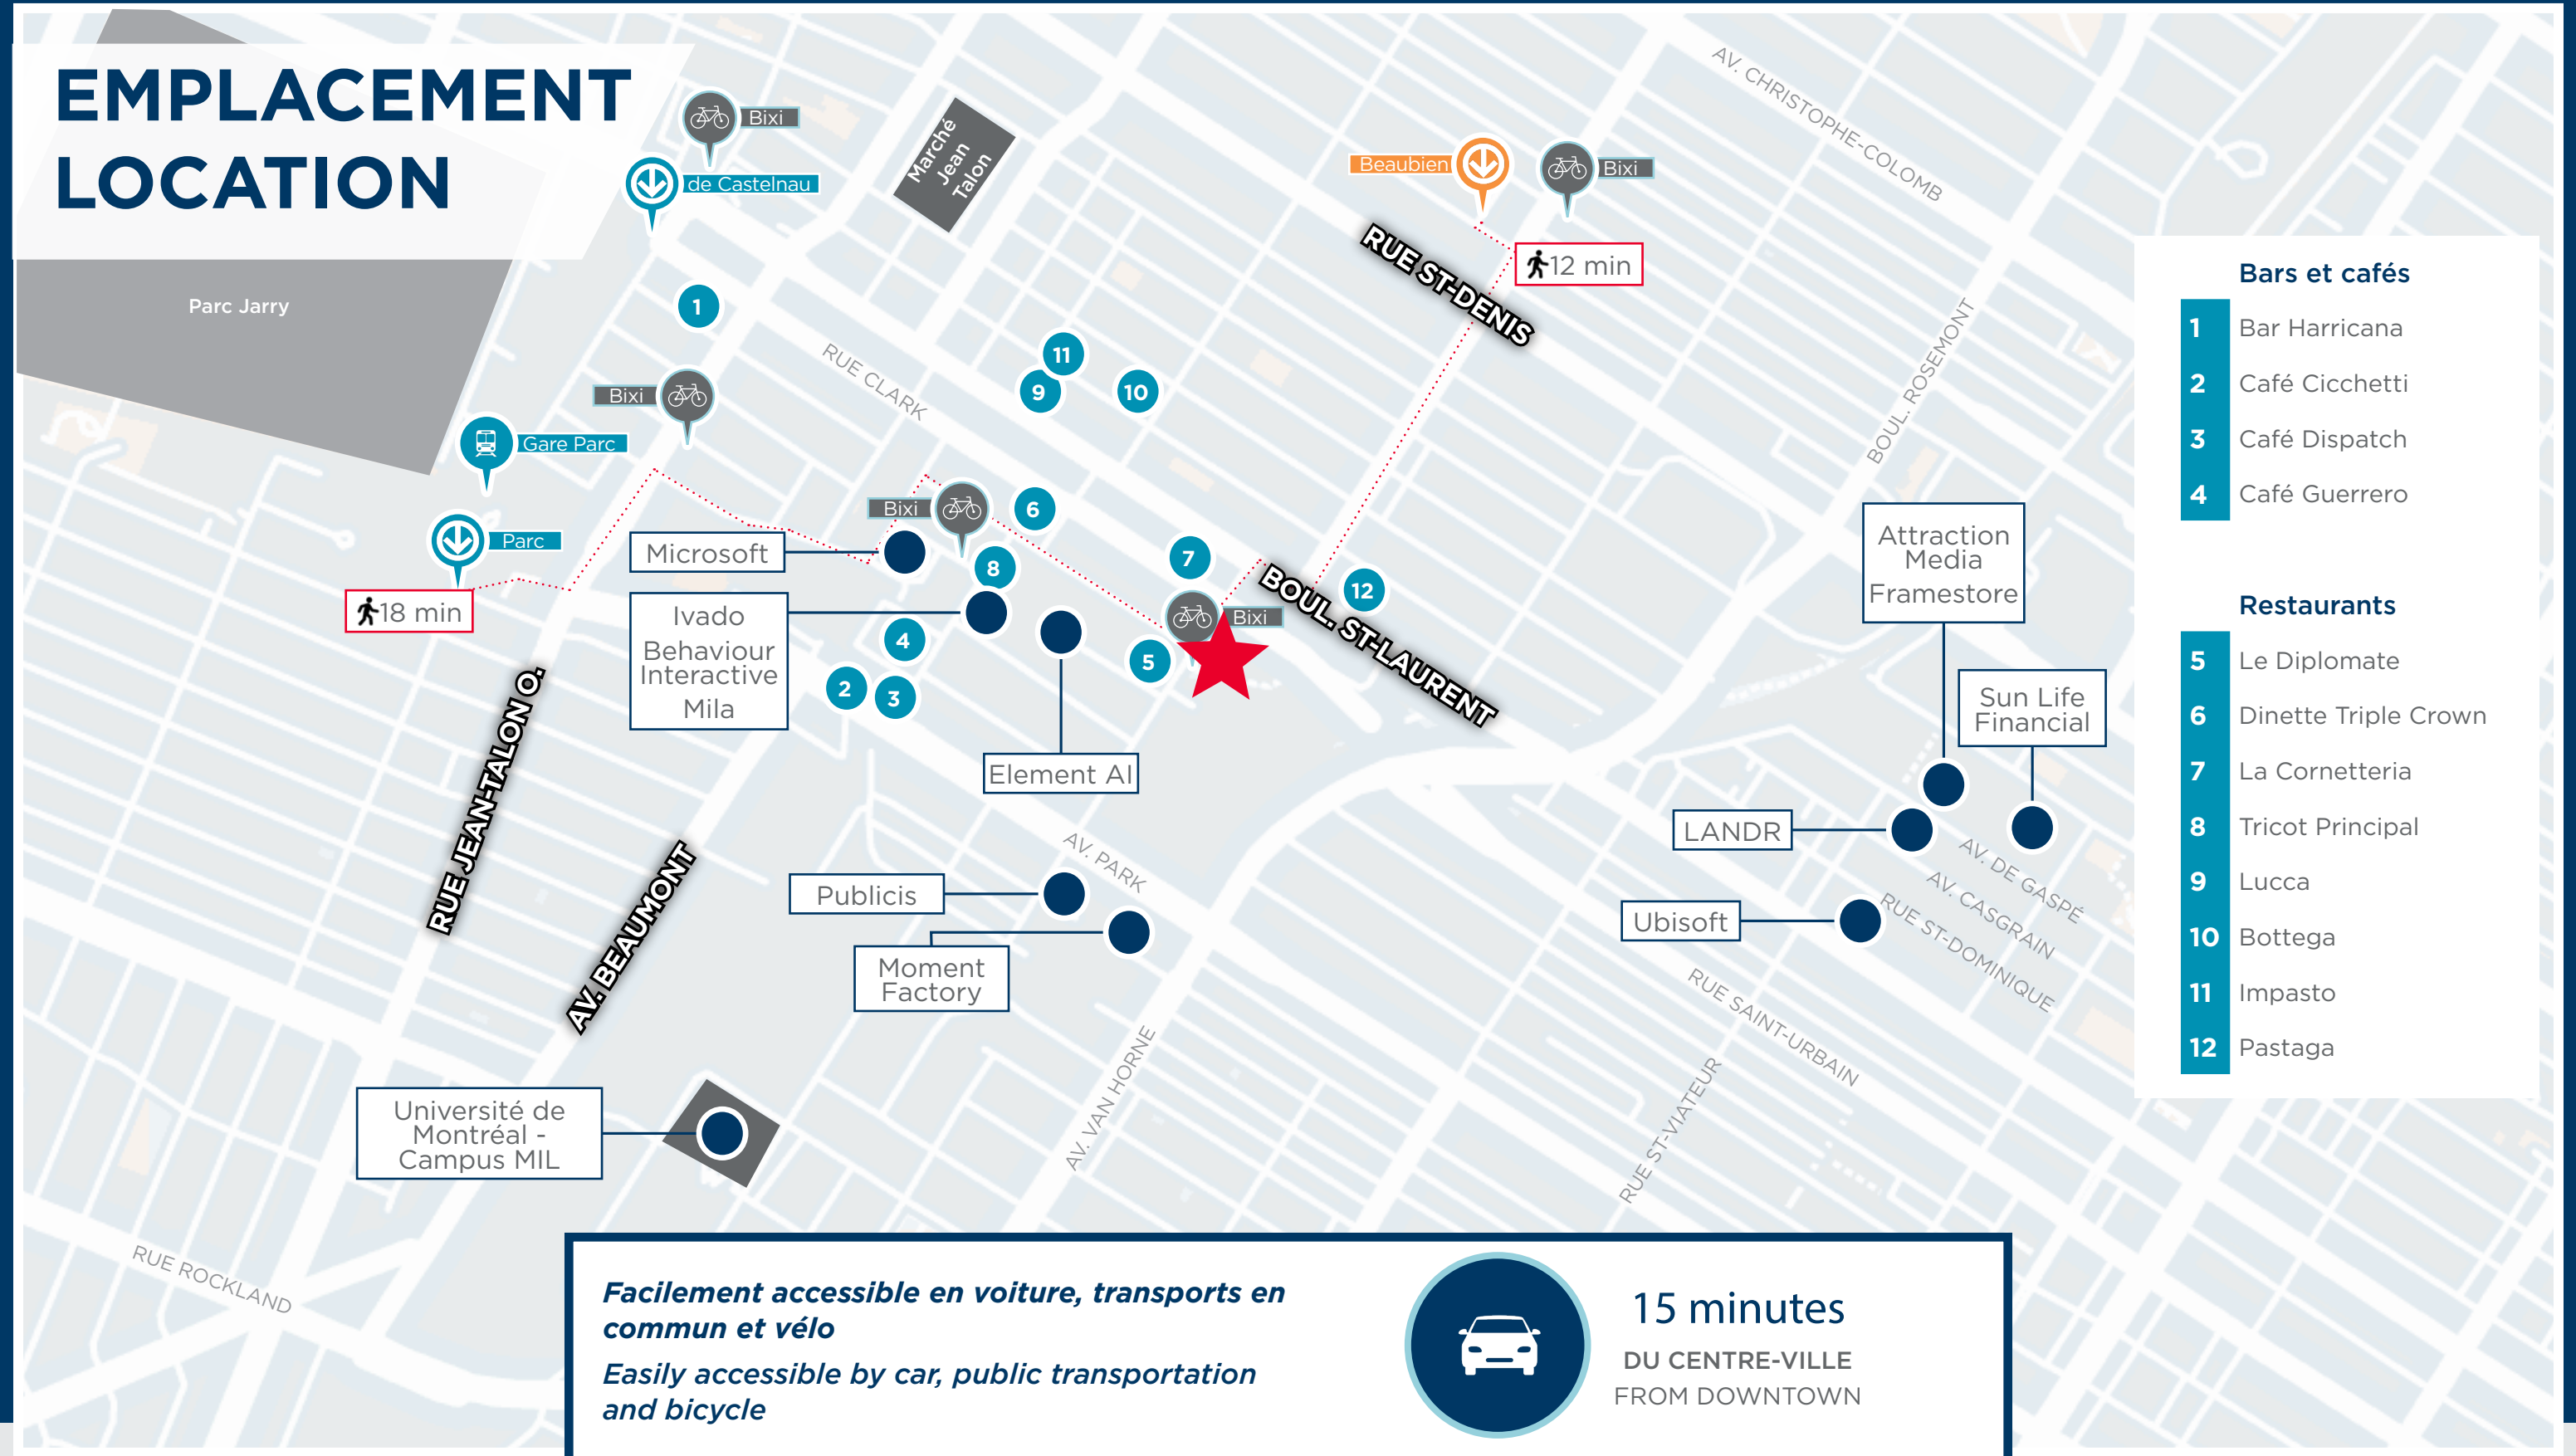 EMPLACEMENT
LOCATION
Bixi
de Castelnau
Marché
Jean
Talon
Beaubien
Bixi
12 min
AV. CHRISTOPHE-COLOMB
RUE ST-DENIS
BOUL. ROSEMONT
Parc Jarry
1
RUE CLARK
11
9
10
Bixi
Gare Parc
Parc
18 min
Bixi
6
Microsoft
8
7
12
Ivado
Behaviour
Interactive
Mila
4
2
3
5
Bixi
BOUL. ST-LAURENT
Element AI
RUE JEAN-TALON O.
AV. BEAUMONT
AV. PARK
Publicis
Moment
Factory
AV. VAN HORNE
Attraction
Media
Framestore
Sun Life
Financial
LANDR
Ubisoft
AV. DE GASPÉ
AV. CASGRAIN
RUE ST-DOMINIQUE
RUE SAINT-URBAIN
RUE ST-VIATEUR
Université de
Montréal -
Campus MIL
RUE ROCKLAND
Bars et cafés
1 Bar Harricana
2 Café Cicchetti
3 Café Dispatch
4 Café Guerrero
Restaurants
5 Le Diplomate
6 Dinette Triple Crown
7 La Cornetteria
8 Tricot Principal
9 Lucca
10 Bottega
11 Impasto
12 Pastaga
Facilement accessible en voiture, transports en
commun et vélo
Easily accessible by car, public transportation
and bicycle
15 minutes
DU CENTRE-VILLE
FROM DOWNTOWN